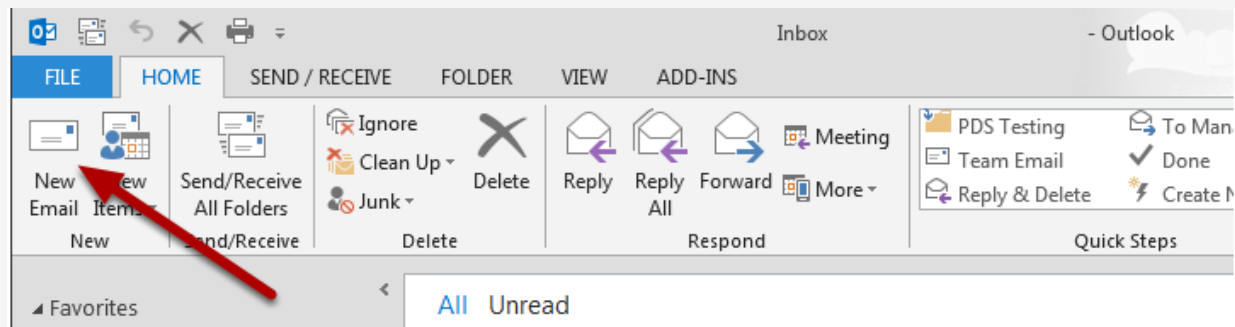 Inbox - Outlook
FILE HOME SEND / RECEIVE FOLDER VIEW ADD-INS
New Email
Items
New
Send/Receive All Folders
Send/Receive
Ignore
Clean Up
Junk
Delete
Delete
Reply
Reply All
Forward
Meeting
More
Respond
PDS Testing
Team Email
Reply & Delete
To
Done
Create
Quick Steps
Favorites
All Unread